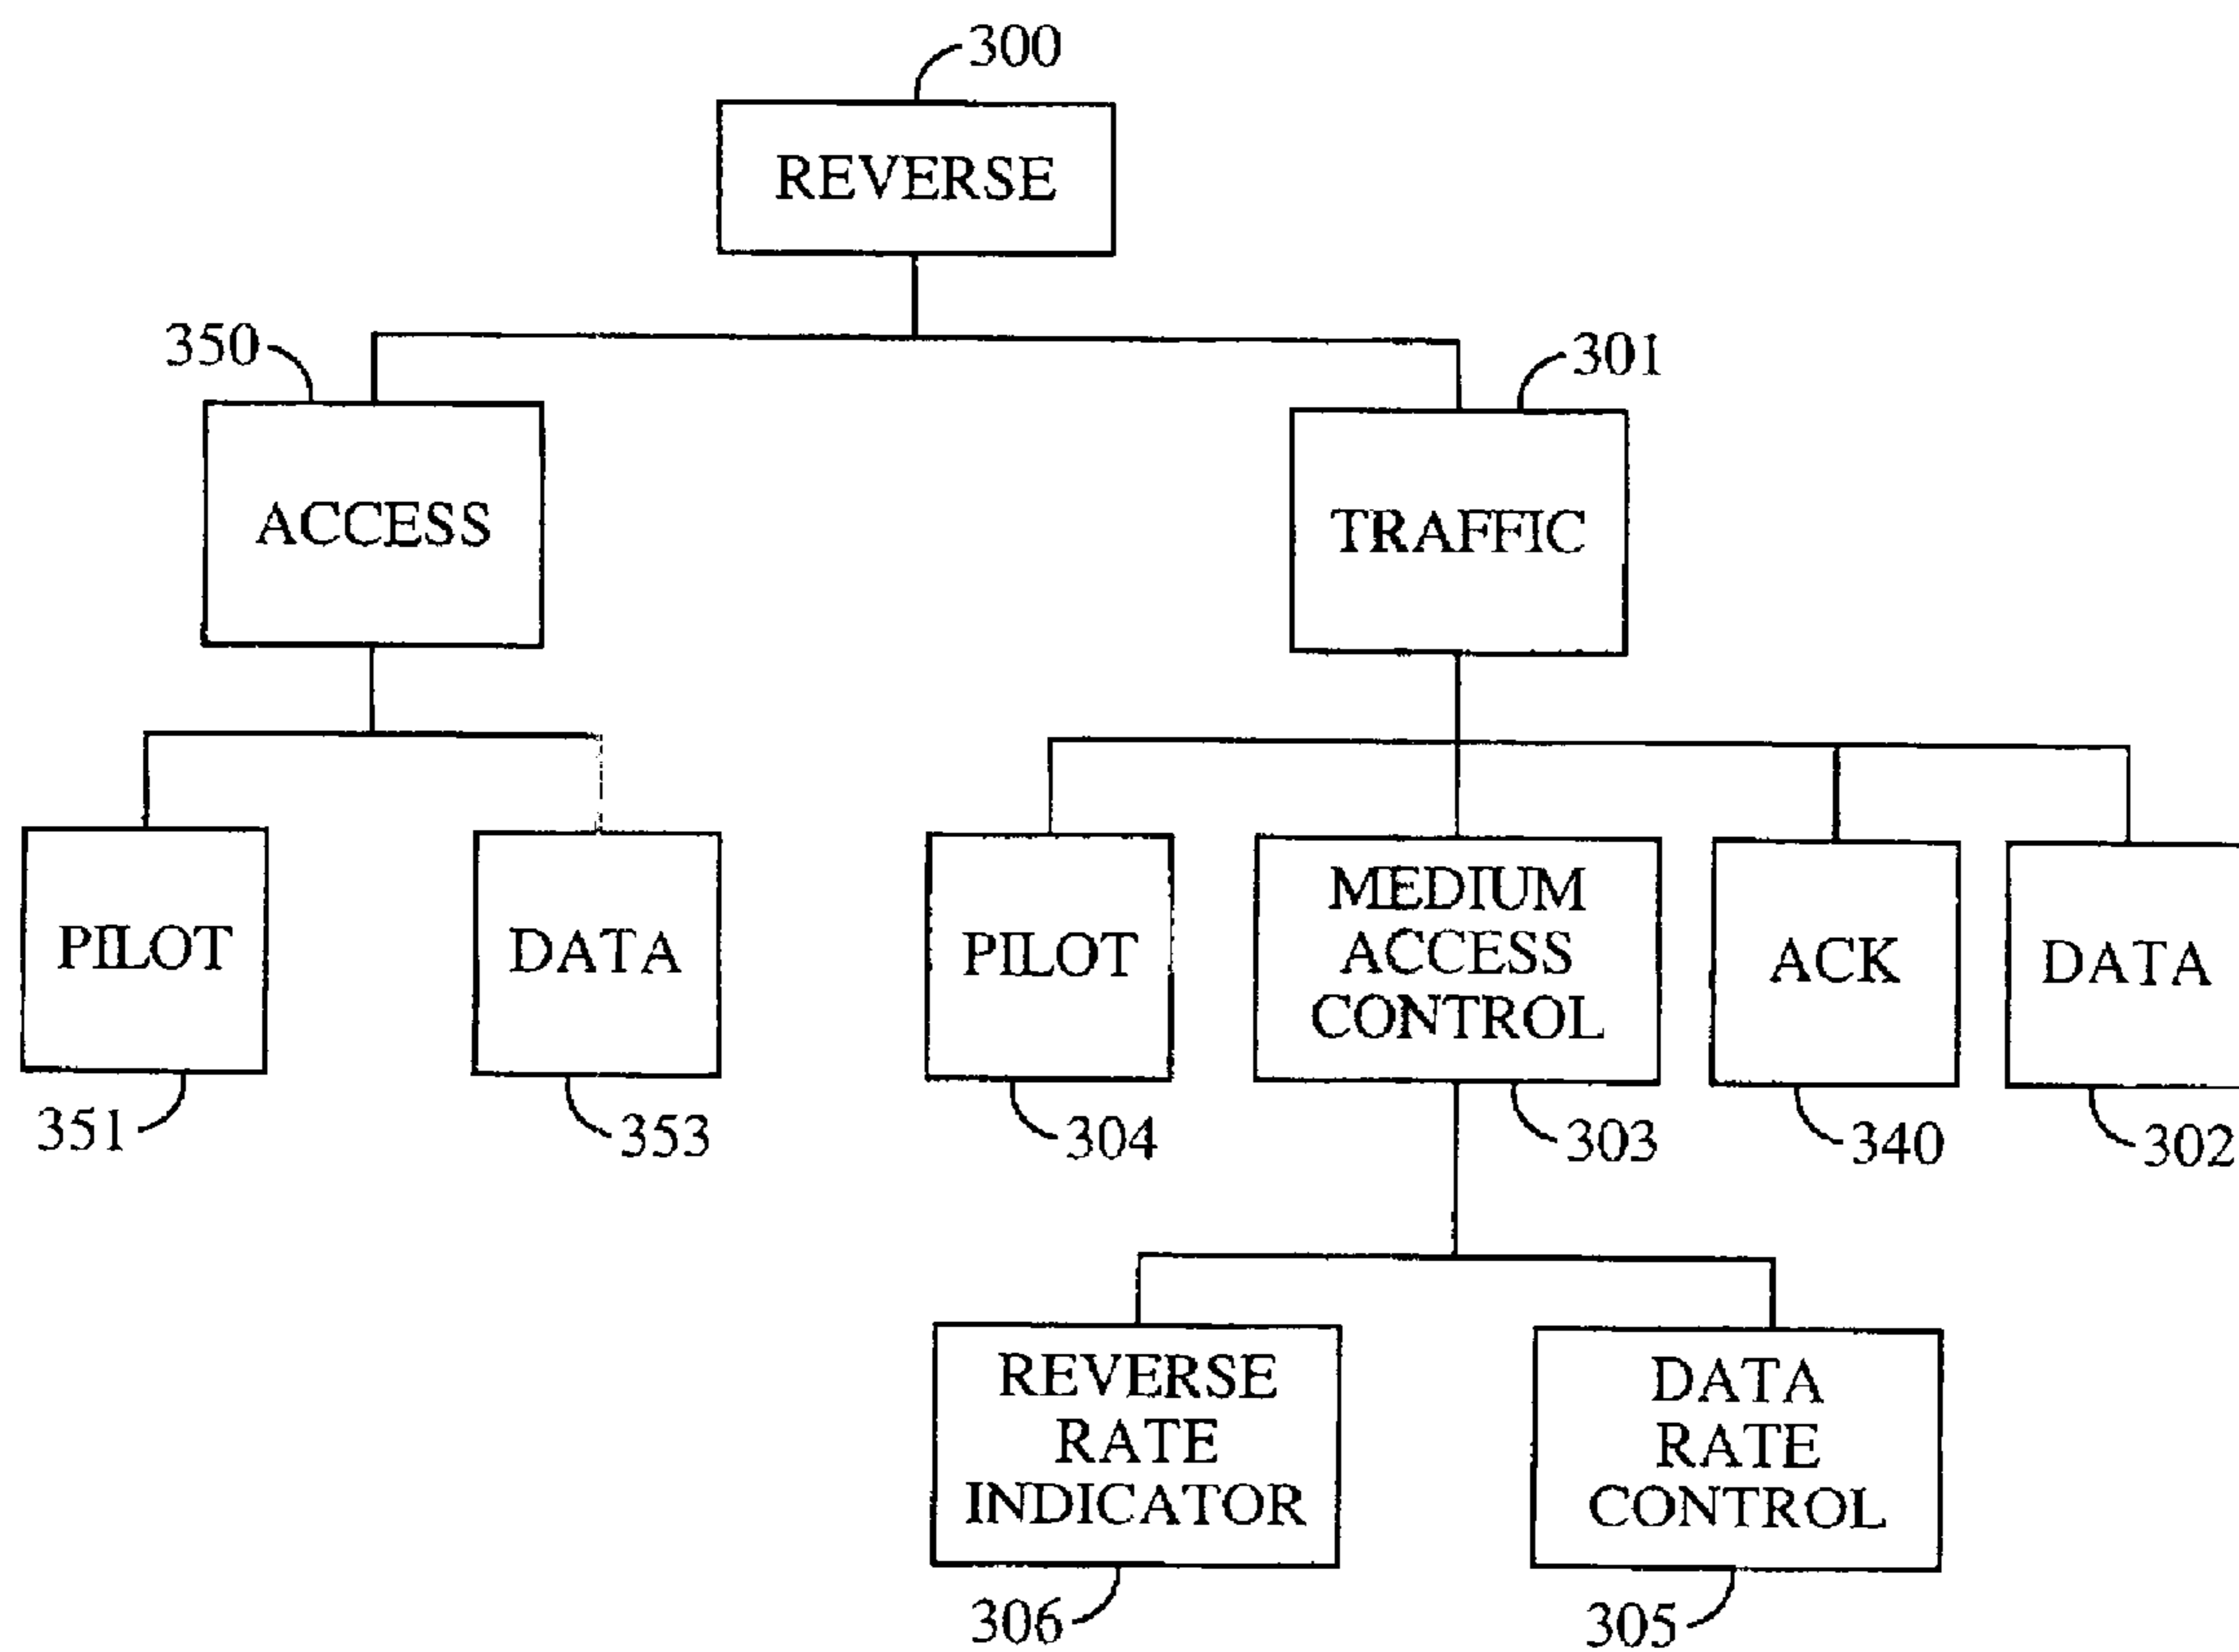 300
REVERSE
350
301
ACCESS
TRAFFIC
PILOT
DATA
PILOT
MEDIUM
ACCESS
CONTROL
ACK
DATA
351
353
304
303
340
302
REVERSE
RATE
INDICATOR
DATA
RATE
CONTROL
306
305